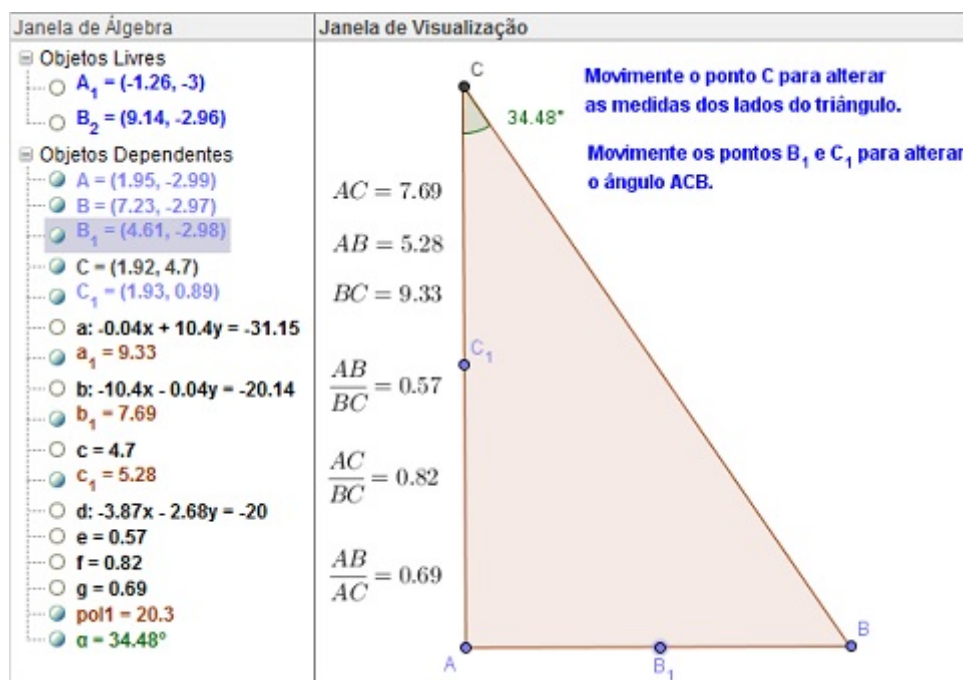 Janela de Álgebra
Objetos Livres
A₁ = (-1.26, -3)
B₂ = (9.14, -2.96)
Objetos Dependentes
A = (1.95, -2.99)
B = (7.23, -2.97)
B₁ = (4.61, -2.98)
C = (1.92, 4.7)
C₁ = (1.93, 0.89)
a: -0.04x + 10.4y = -31.15
a₁ = 9.33
b: -10.4x - 0.04y = -20.14
b₁ = 7.69
c = 4.7
c₁ = 5.28
d: -3.87x - 2.68y = -20
e = 0.57
f = 0.82
g = 0.69
pol1 = 20.3
α = 34.48º
Janela de Visualização
Movimente o ponto C para alterar
as medidas dos lados do triângulo.
Movimente os pontos B₁ e C₁ para alterar
o ângulo ACB.
C
34.48°
AC = 7.69
AB = 5.28
BC = 9.33
C₁
AB/BC = 0.57
AC/BC = 0.82
AB/AC = 0.69
A
B₁
B